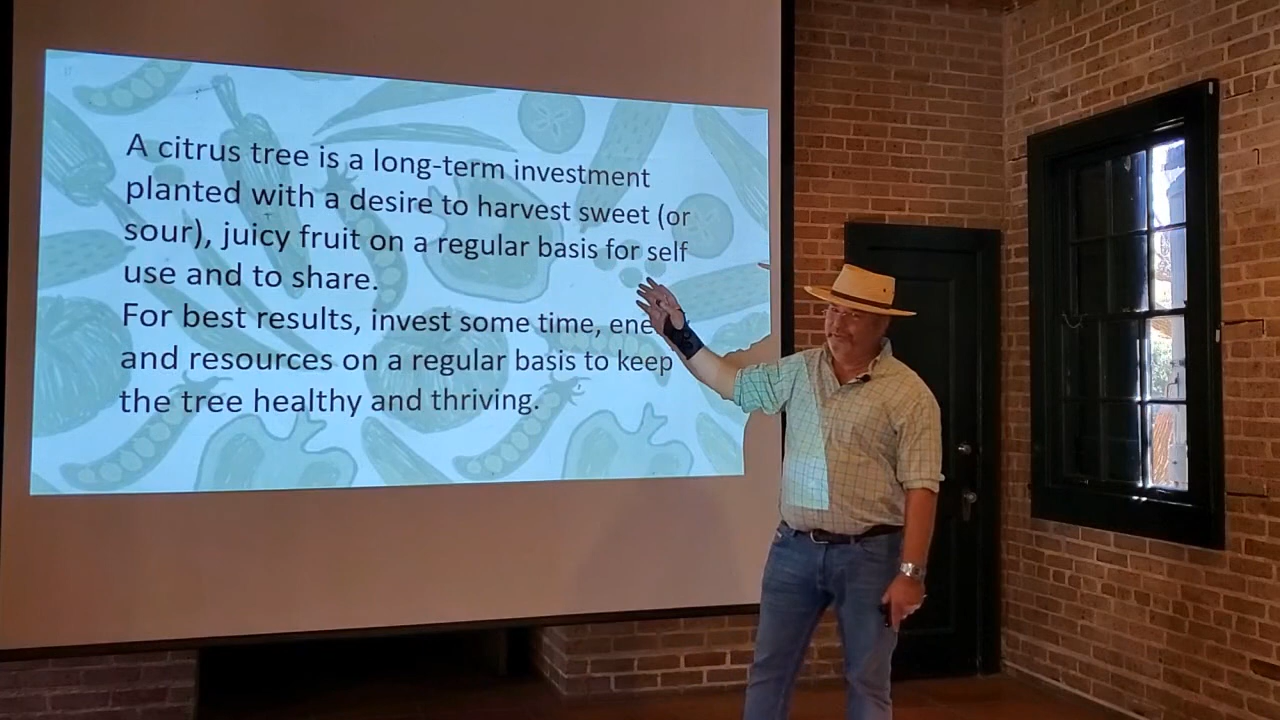 A citrus tree is a long-term investment
planted with a desire to harvest sweet (or
sour), juicy fruit on a regular basis for self
use and to share.
For best results, invest some time,
and resources on a regular basis to keep
the tree healthy and thriving.